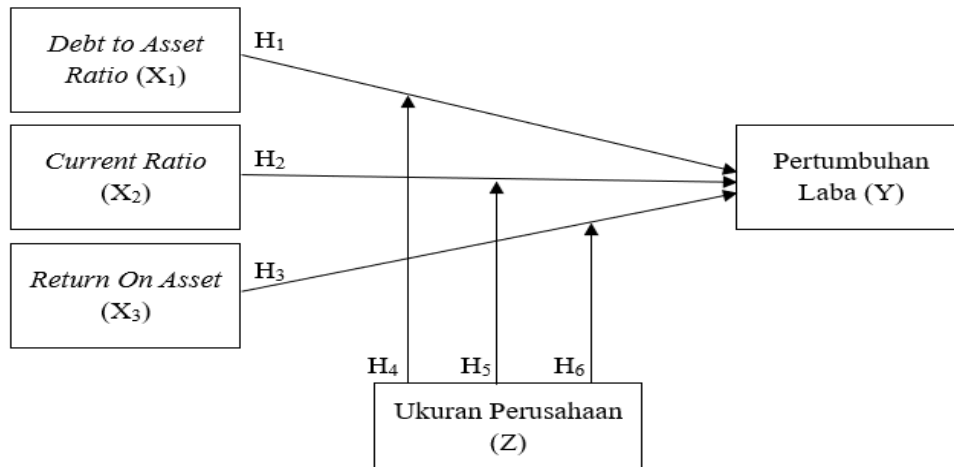 Debt to Asset
Ratio (X₁)
H₁
Current Ratio
(X₂)
H₂
Return On Asset
(X₃)
H₃
Pertumbuhan
Laba (Y)
H₄
H₅
H₆
Ukuran Perusahaan
(Z)